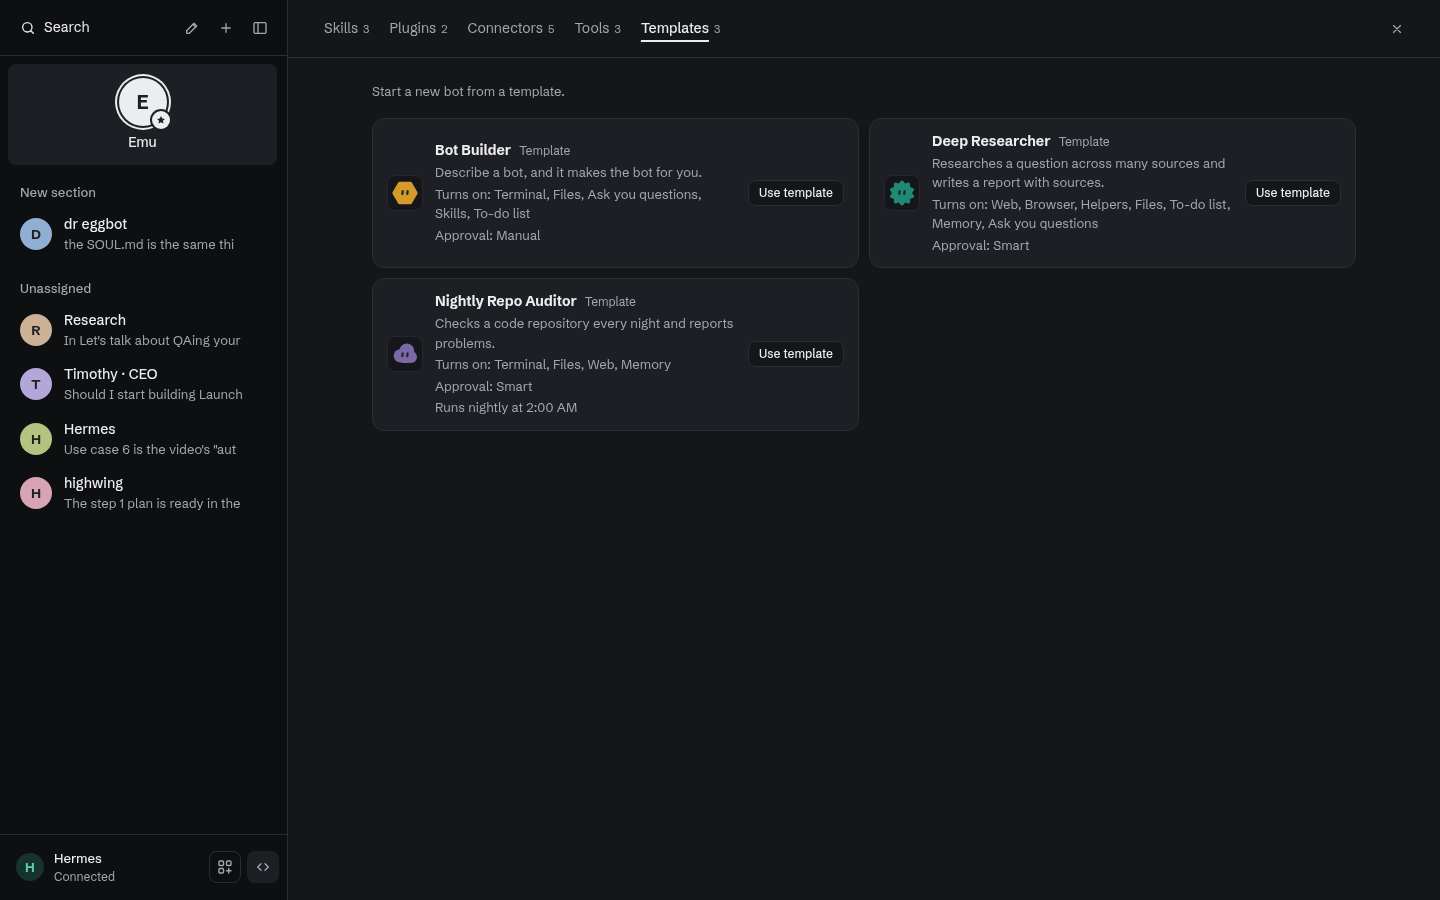 Search
E
Emu
New section
D
dr eggbot
the SOUL.md is the same thi
Unassigned
R
Research
In Let's talk about QAing your
T
Timothy · CEO
Should I start building Launch
H
Hermes
Use case 6 is the video's "aut
H
highwing
The step 1 plan is ready in the
H
Hermes
Connected
Skills 3
Plugins 2
Connectors 5
Tools 3
Templates 3
Start a new bot from a template.
Bot Builder Template
Describe a bot, and it makes the bot for you.
Turns on: Terminal, Files, Ask you questions,
Skills, To-do list
Approval: Manual
Use template
Deep Researcher Template
Researches a question across many sources and
writes a report with sources.
Turns on: Web, Browser, Helpers, Files, To-do list,
Memory, Ask you questions
Approval: Smart
Use template
Nightly Repo Auditor Template
Checks a code repository every night and reports
problems.
Turns on: Terminal, Files, Web, Memory
Approval: Smart
Runs nightly at 2:00 AM
Use template